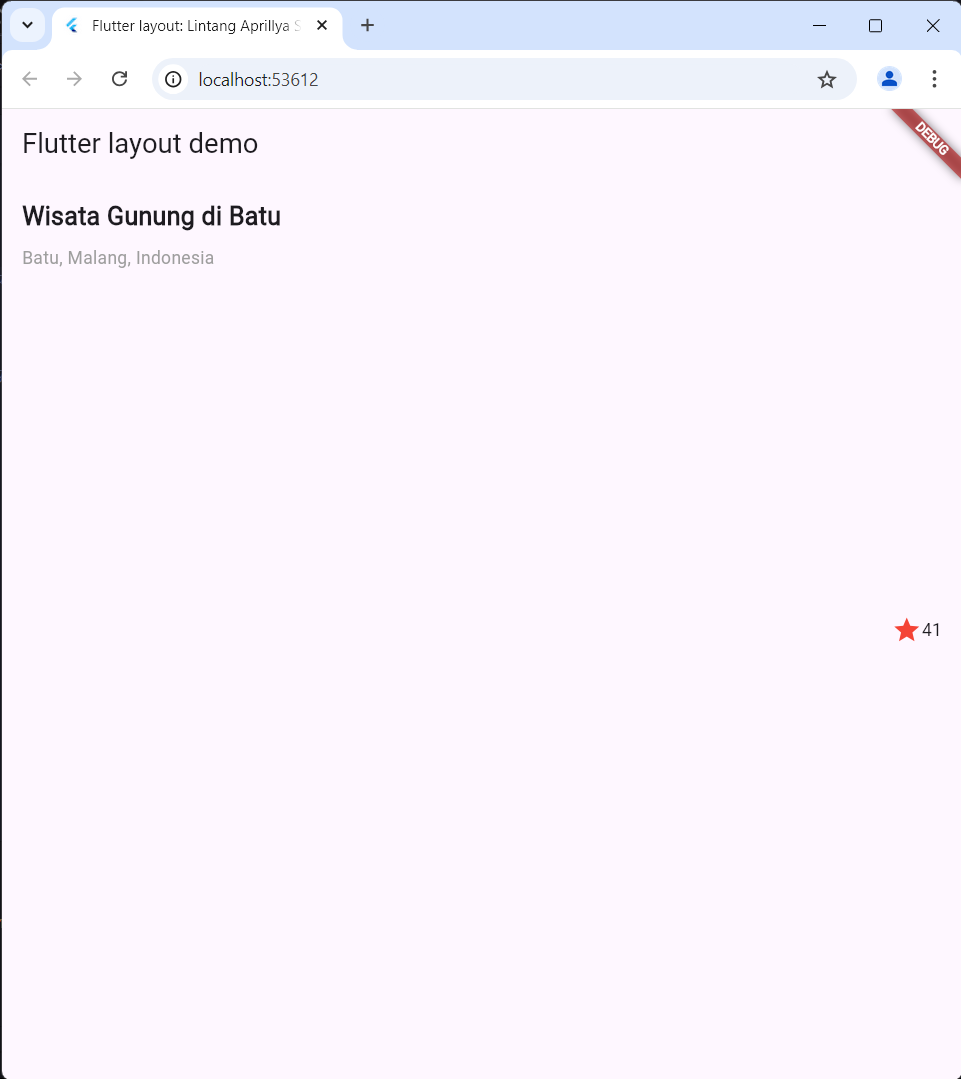 Flutter layout: Lintang Aprillya S
localhost:53612
Flutter layout demo
DEBUG
Wisata Gunung di Batu
Batu, Malang, Indonesia
41